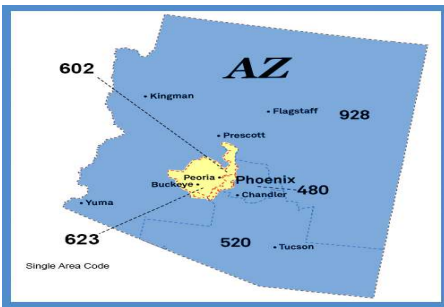 602
AZ
Kingman
Flagstaff
928
Prescott
Peoria
Phoenix
Buckeye
480
Chandler
Yuma
623
520
Tucson
Single Area Code